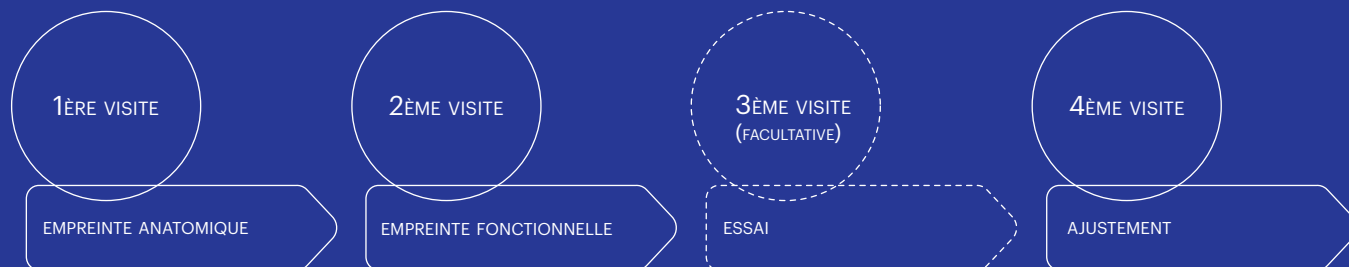 1ÈRE VISITE
2ÈME VISITE
3ÈME VISITE
(FACULTATIVE)
4ÈME VISITE
EMPREINTE ANATOMIQUE
EMPREINTE FONCTIONNELLE
ESSAI
AJUSTEMENT